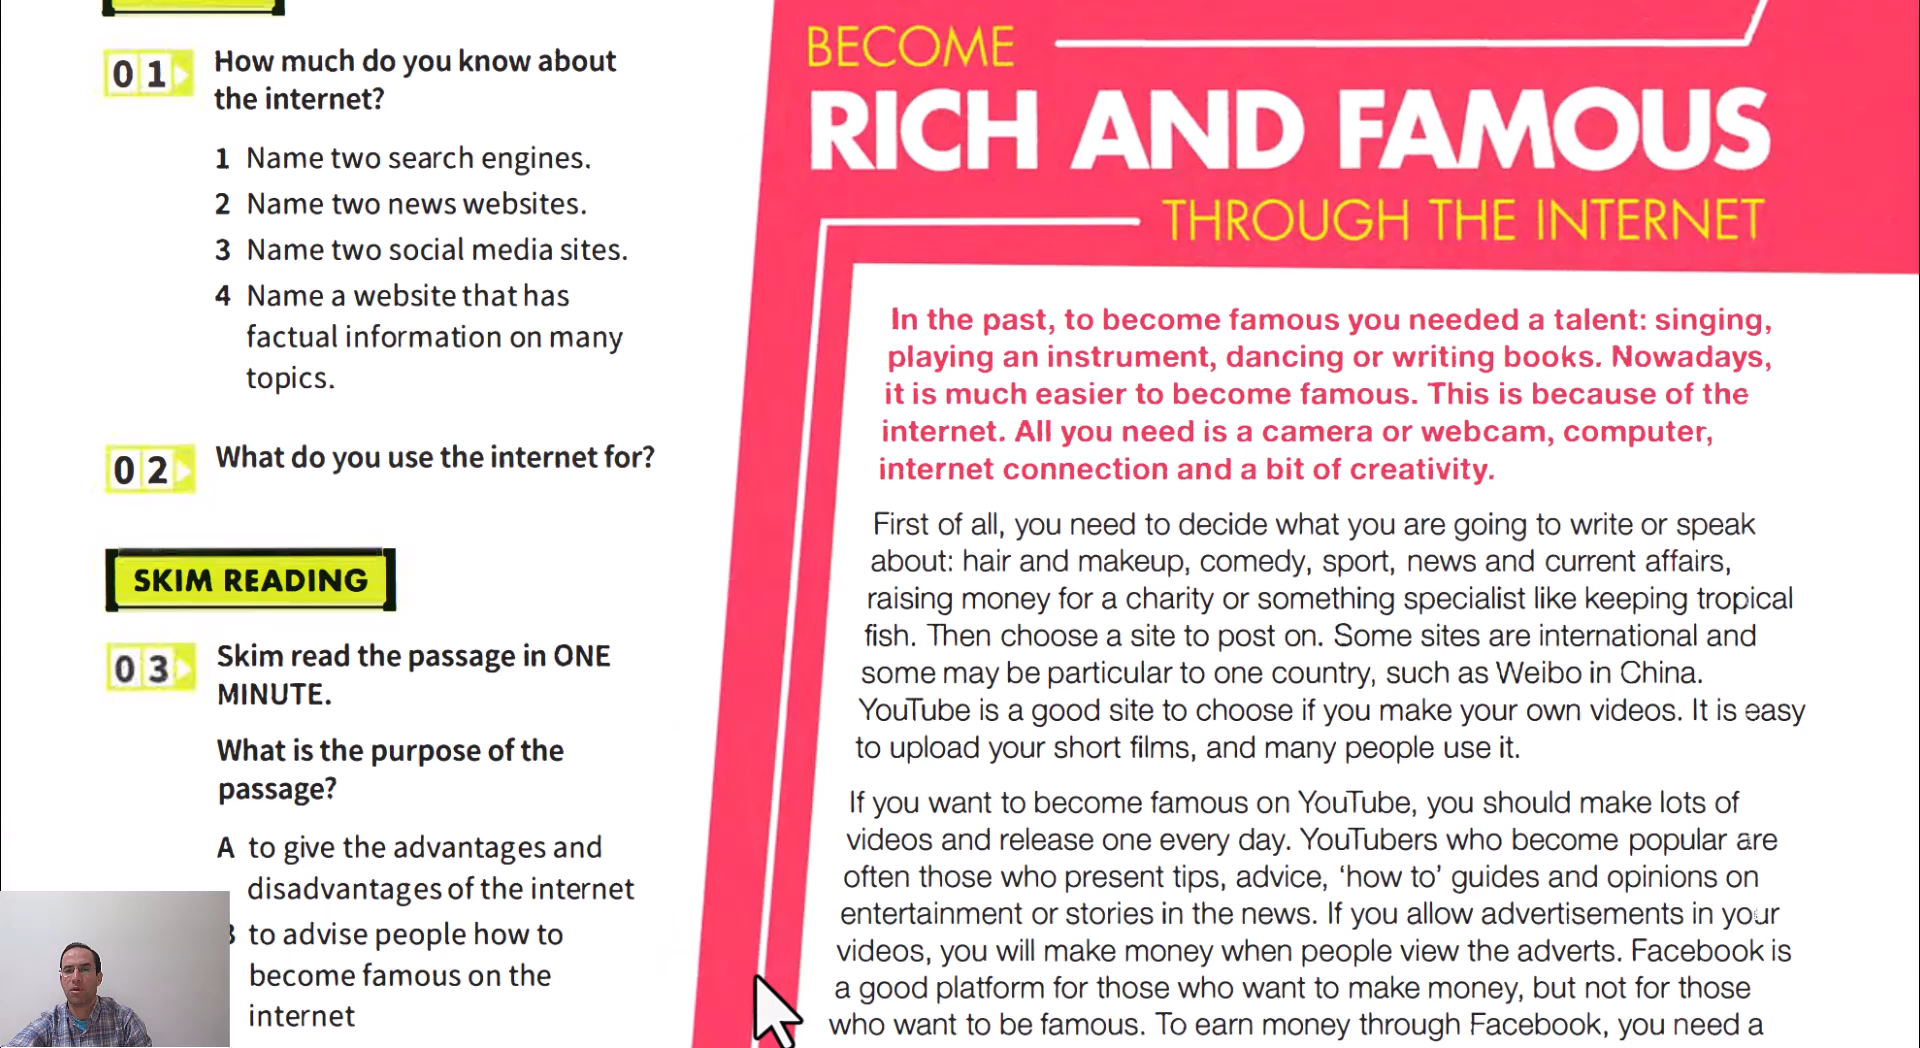 01
How much do you know about
the internet?
1 Name two search engines.
2 Name two news websites.
3 Name two social media sites.
4 Name a website that has
factual information on many
topics.
02
What do you use the internet for?
SKIM READING
03
Skim read the passage in ONE
MINUTE.
What is the purpose of the
passage?
A to give the advantages and
disadvantages of the internet
to advise people how to
become famous on the
internet
BECOME
RICH AND FAMOUS
THROUGH THE INTERNET
In the past, to become famous you needed a talent: singing,
playing an instrument, dancing or writing books. Nowadays,
it is much easier to become famous. This is because of the
internet. All you need is a camera or webcam, computer,
internet connection and a bit of creativity.
First of all, you need to decide what you are going to write or speak
about: hair and makeup, comedy, sport, news and current affairs,
raising money for a charity or something specialist like keeping tropical
fish. Then choose a site to post on. Some sites are international and
some may be particular to one country, such as Weibo in China.
YouTube is a good site to choose if you make your own videos. It is easy
to upload your short films, and many people use it.
If you want to become famous on YouTube, you should make lots of
videos and release one every day. YouTubers who become popular are
often those who present tips, advice, 'how to' guides and opinions on
entertainment or stories in the news. If you allow advertisements in your
videos, you will make money when people view the adverts. Facebook is
a good platform for those who want to make money, but not for those
who want to be famous. To earn money through Facebook, you need a